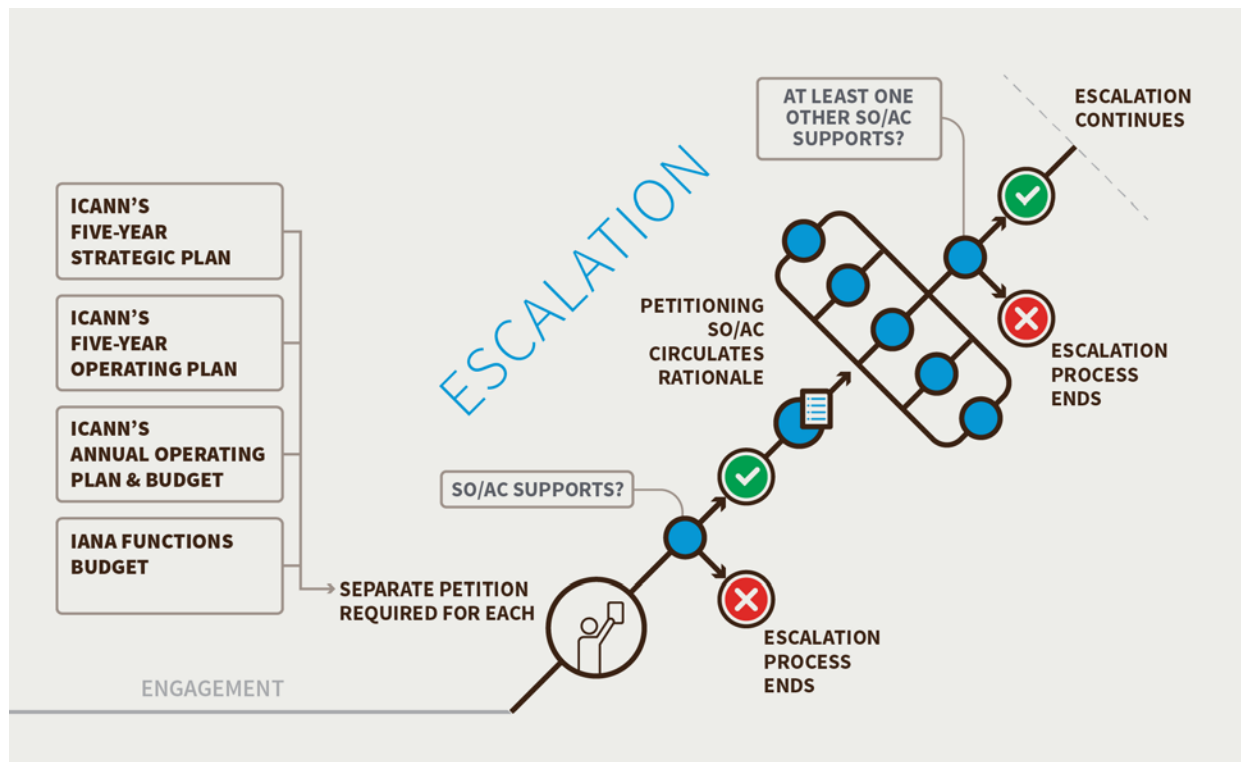 ICANN'S
FIVE-YEAR
STRATEGIC PLAN
ICANN'S
FIVE-YEAR
OPERATING PLAN
ICANN'S
ANNUAL OPERATING
PLAN & BUDGET
IANA FUNCTIONS
BUDGET
SEPARATE PETITION
REQUIRED FOR EACH
ENGAGEMENT
ESCALATION
SO/AC SUPPORTS?
ESCALATION
PROCESS
ENDS
PETITIONING
SO/AC
CIRCULATES
RATIONALE
AT LEAST ONE
OTHER SO/AC
SUPPORTS?
ESCALATION
PROCESS
ENDS
ESCALATION
CONTINUES